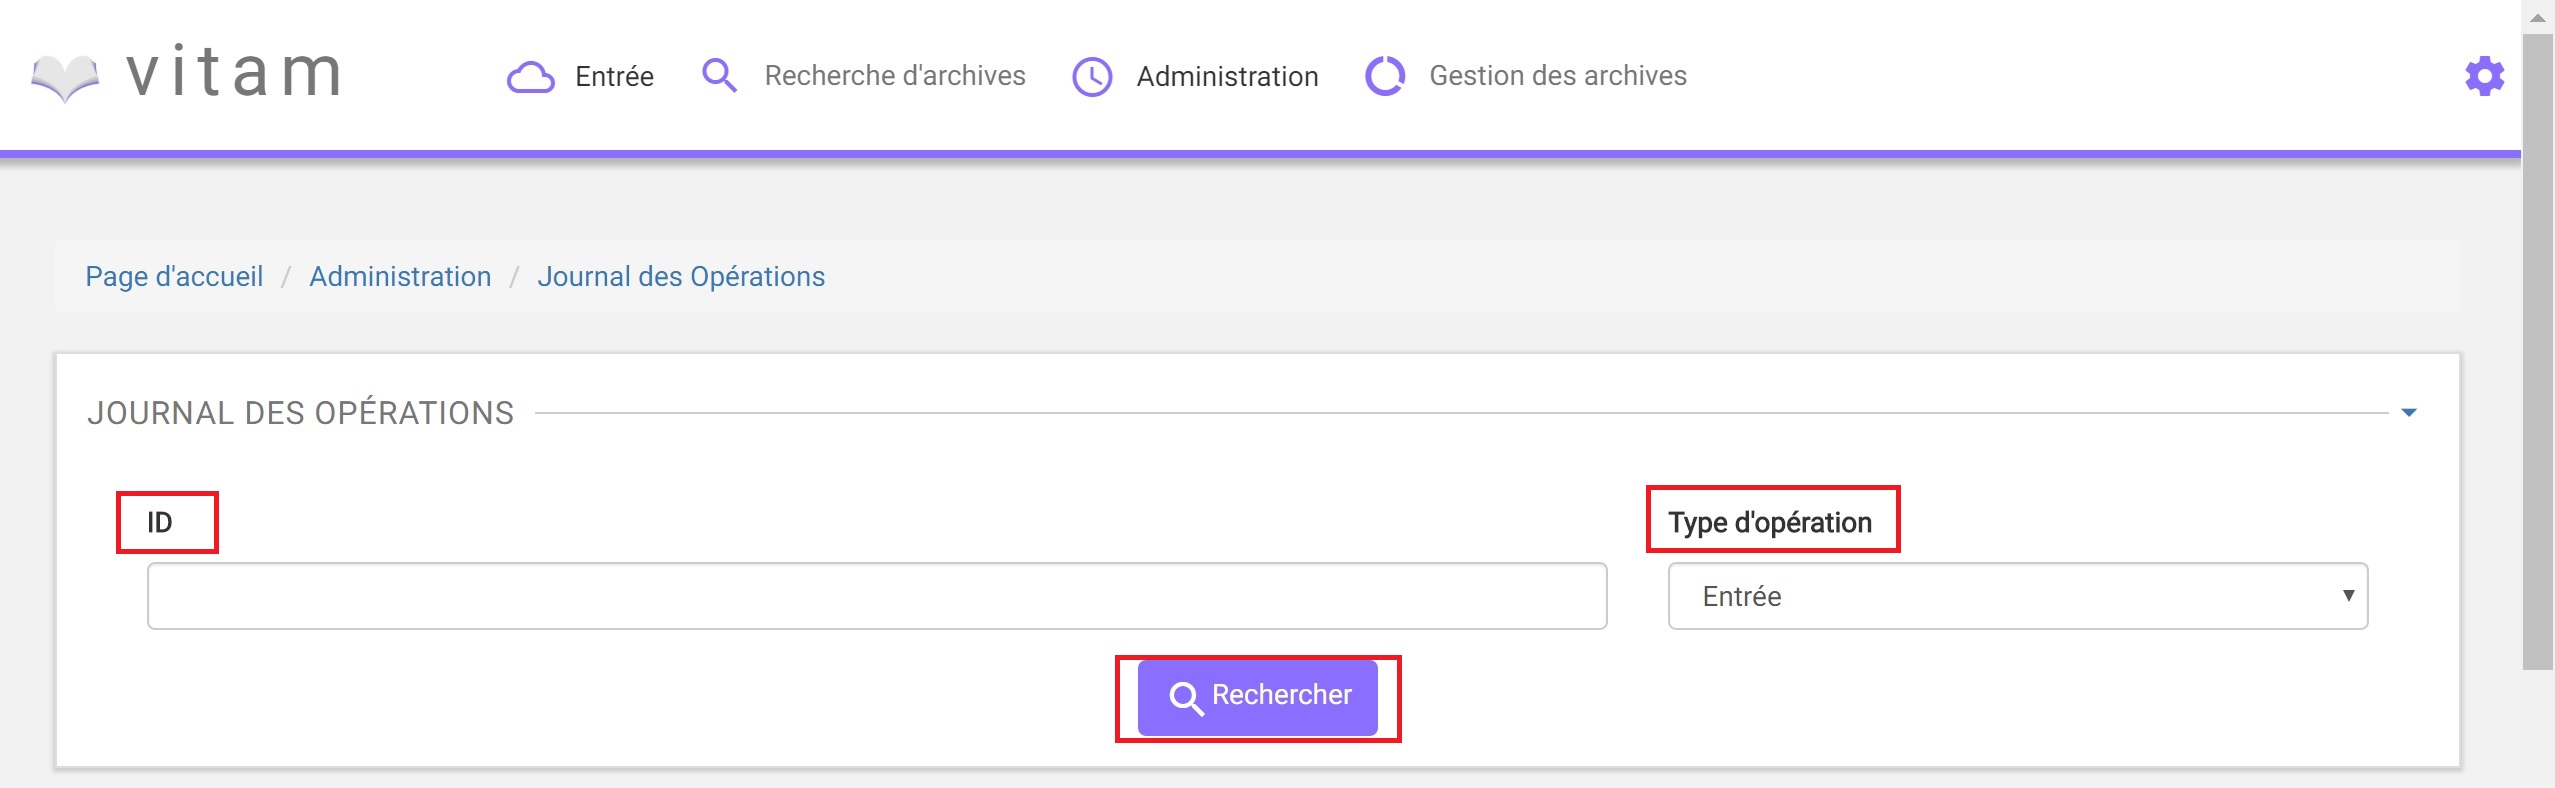 vitam Entrée Recherche d'archives Administration Gestion des archives
Page d'accueil / Administration / Journal des Opérations
JOURNAL DES OPÉRATIONS
ID Type d'opération
Entrée
Rechercher